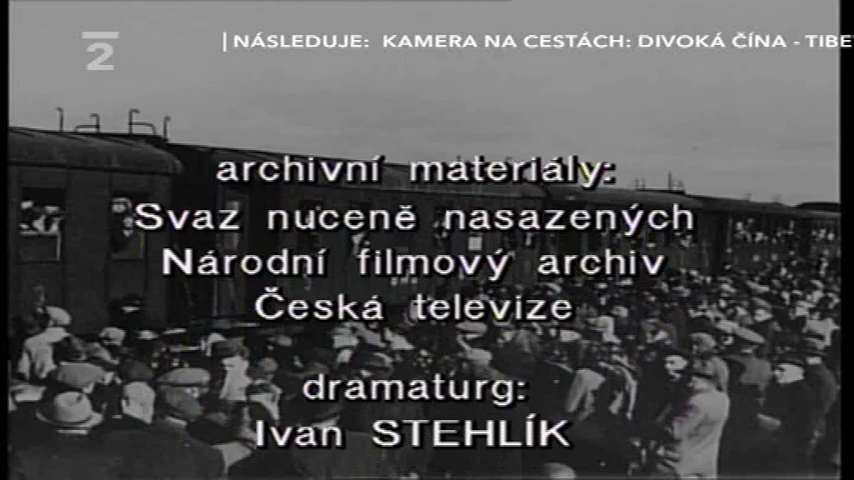 2
NÁSLEDUJE: KAMERA NA CESTÁCH: DIVOKÁ ČÍNA -
archivní materiály:
Svaz nuceně nasazených
Národní filmový archiv
Česká televize
dramaturg:
Ivan STEHLÍK